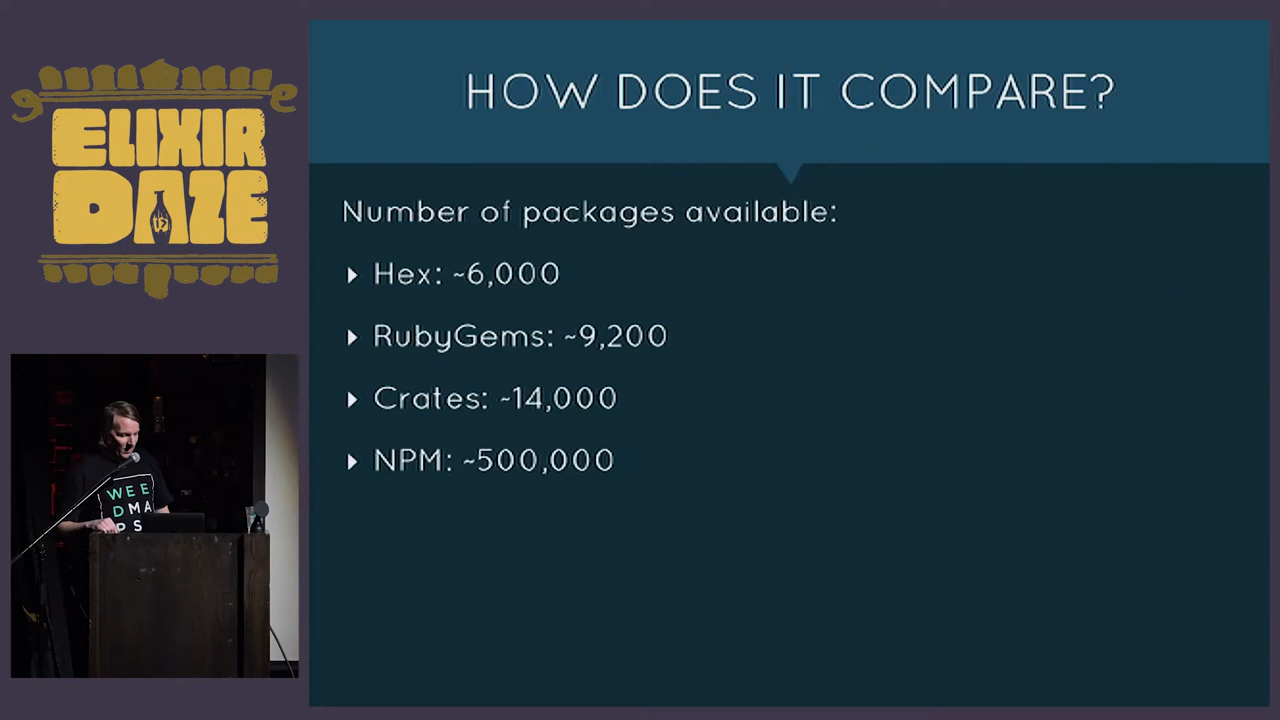 ELIXIR
DAZE
HOW DOES IT COMPARE?
Number of packages available:
Hex: ~6,000
RubyGems: ~9,200
Crates: ~14,000
NPM: ~500,000
WEE
DMA
PS